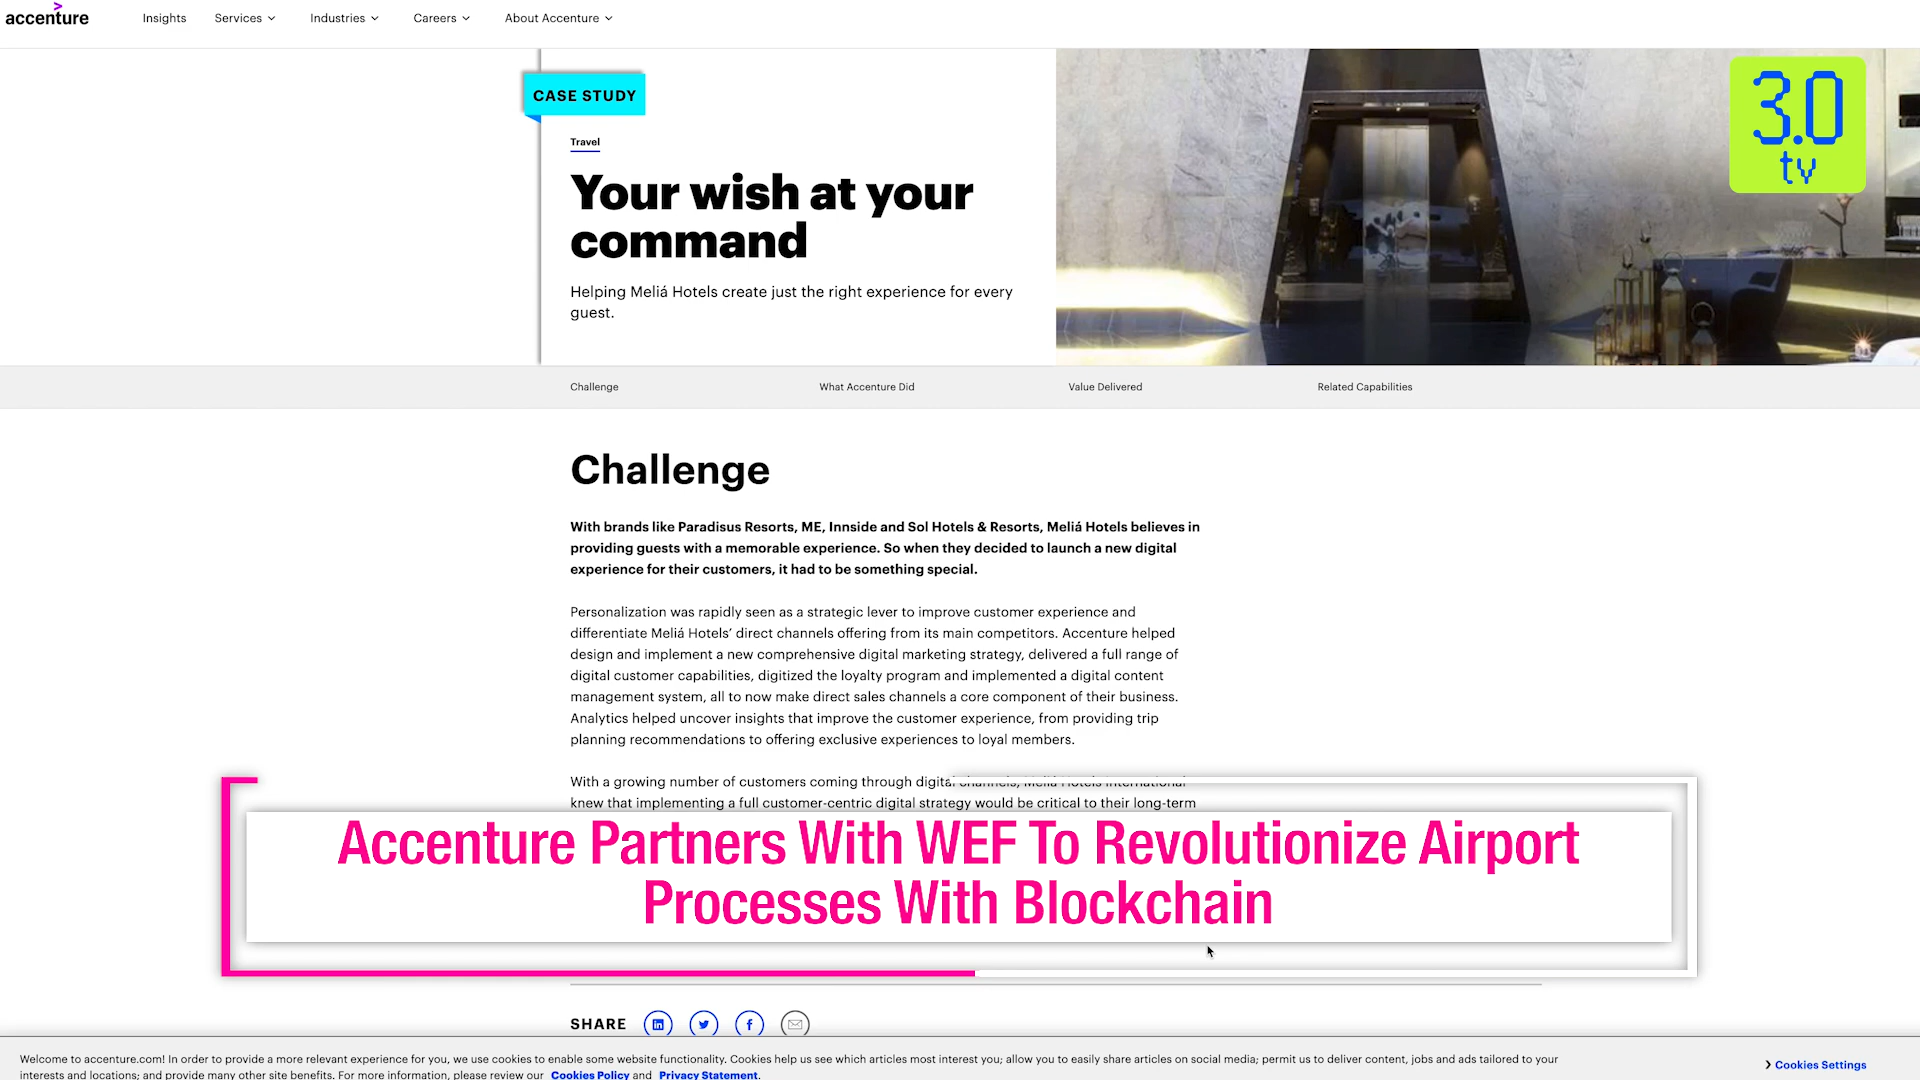 accenture
Insights
Services
Industries
Careers
About Accenture
CASE STUDY
3.0
tv
Travel
Your wish at your
command
Helping Meliá Hotels create just the right experience for every
guest.
Challenge
What Accenture Did
Value Delivered
Related Capabilities
Challenge
With brands like Paradisus Resorts, ME, Innside and Sol Hotels & Resorts, Meliá Hotels believes in
providing guests with a memorable experience. So when they decided to launch a new digital
experience for their customers, it had to be something special.
Personalization was rapidly seen as a strategic lever to improve customer experience and
differentiate Meliá Hotels’ direct channels offering from its main competitors. Accenture helped
design and implement a new comprehensive digital marketing strategy, delivered a full range of
digital customer capabilities, digitized the loyalty program and implemented a digital content
management system, all to now make direct sales channels a core component of their business.
Analytics helped uncover insights that improve the customer experience, from providing trip
planning recommendations to offering exclusive experiences to loyal members.
With a growing number of customers coming through digital channels, Meliá Hotels International
knew that implementing a full customer-centric digital strategy would be critical to their long-term
Accenture Partners With WEF To Revolutionize Airport
Processes With Blockchain
SHARE
Welcome to accenture.com! In order to provide a more relevant experience for you, we use cookies to enable some website functionality. Cookies help us see which articles most interest you; allow you to easily share articles on social media; permit us to deliver content, jobs and ads tailored to your
interests and locations; and provide many other site benefits. For more information, please review our Cookies Policy and Privacy Statement.
Cookies Settings